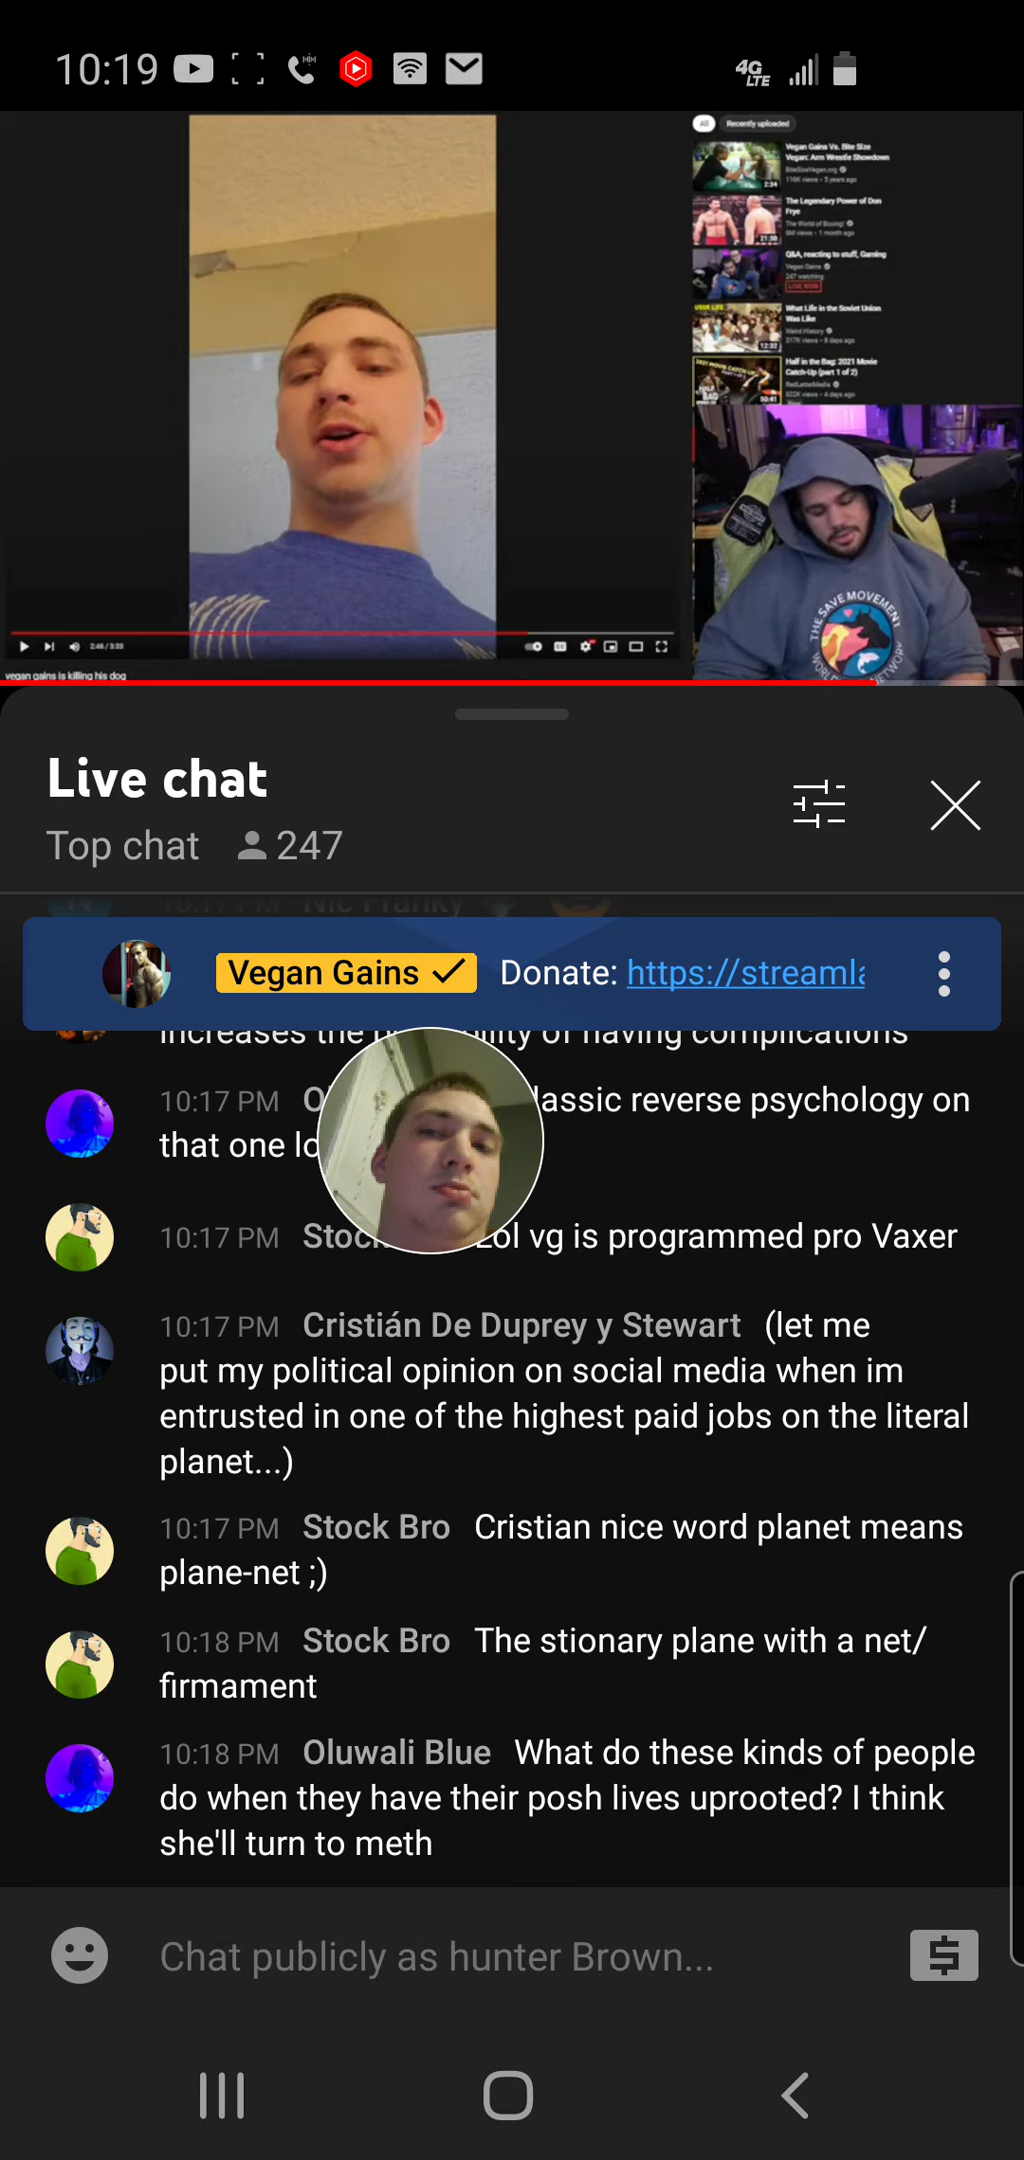 10:19
4G
LTE
All Recently uploaded
Vegan Gains Vs. Bite Size
Vegan: Arm Wrestle Showdown
BiteSizeVegan.org
116K views • 5 years ago
2:34
The Legendary Power of Don
Frye
The World of Boxing!
6M views • 1 month ago
21:38
Q&A, reacting to stuff, Gaming
Vegan Gains
247 watching
LIVE NOW
What Life in the Soviet Union
Was Like
Weird History
317K views • 8 days ago
12:32
Half in the Bag: 2021 Movie
Catch-Up (part 1 of 2)
RedLetterMedia
822K views • 4 days ago
50:41
THE SAVE MOVEMENT
2:46 / 3:33
vegan gains is killing his dog
Live chat
Top chat 247
10:17 PM Nic Franky
Vegan Gains Donate: https://streamla
increases the of having complications
10:17 PM lassic reverse psychology on
that one lo
10:17 PM Stock Lol vg is programmed pro Vaxer
10:17 PM Cristián De Duprey y Stewart (let me
put my political opinion on social media when im
entrusted in one of the highest paid jobs on the literal
planet...)
10:17 PM Stock Bro Cristian nice word planet means
plane-net ;)
10:18 PM Stock Bro The stionary plane with a net/
firmament
10:18 PM Oluwali Blue What do these kinds of people
do when they have their posh lives uprooted? I think
she'll turn to meth
Chat publicly as hunter Brown...